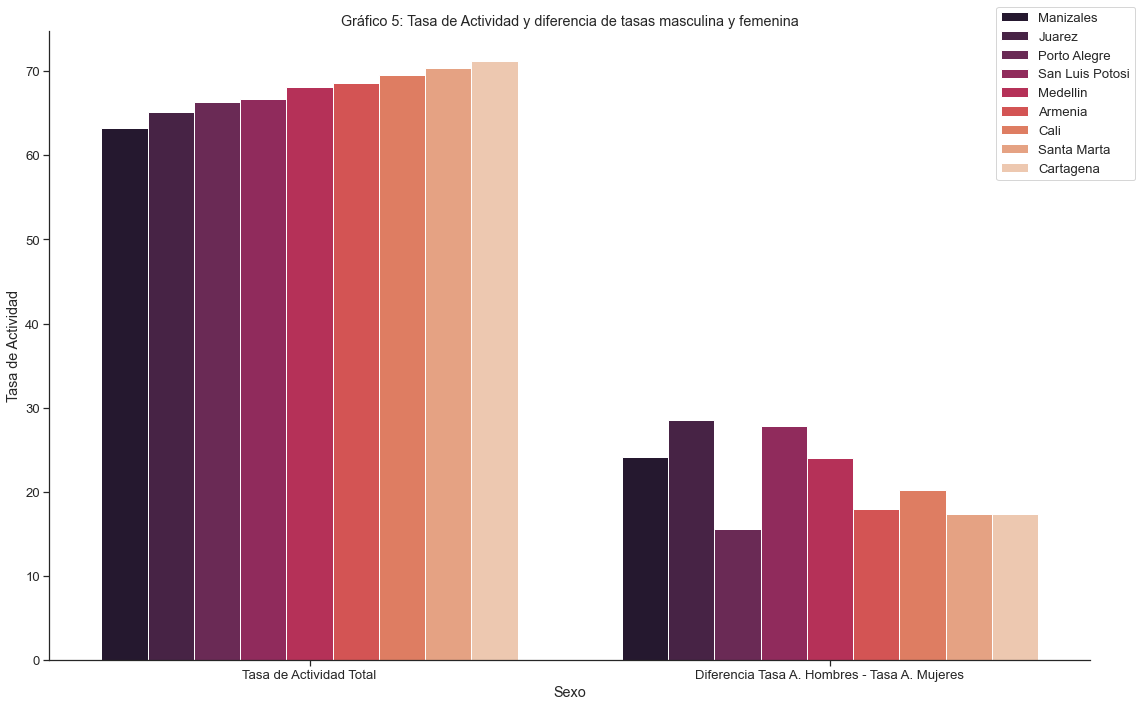 Gráfico 5: Tasa de Actividad y diferencia de tasas masculina y femenina
Manizales
Juarez
Porto Alegre
San Luis Potosi
Medellin
Armenia
Cali
Santa Marta
Cartagena
Tasa de Actividad
70
60
50
40
30
20
10
0
Tasa de Actividad Total
Diferencia Tasa A. Hombres - Tasa A. Mujeres
Sexo